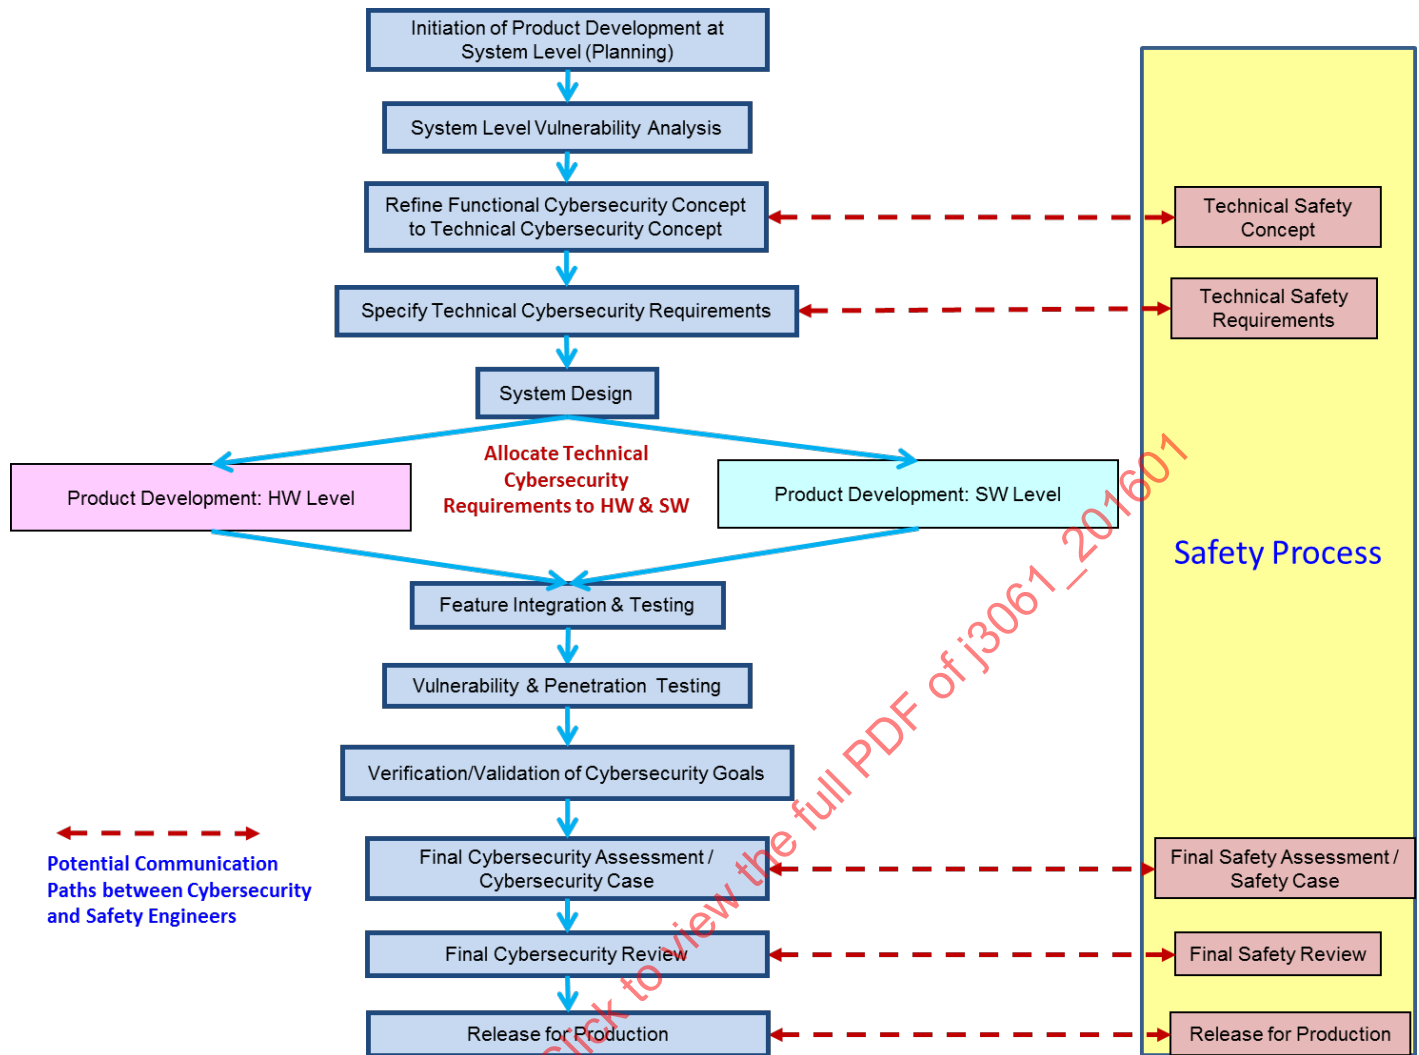 Initiation of Product Development at
System Level (Planning)
System Level Vulnerability Analysis
Refine Functional Cybersecurity Concept
to Technical Cybersecurity Concept
Technical Safety
Concept
Specify Technical Cybersecurity Requirements
Technical Safety
Requirements
System Design
Allocate Technical
Cybersecurity
Requirements to HW & SW
Product Development: HW Level
Product Development: SW Level
Safety Process
Feature Integration & Testing
Vulnerability & Penetration Testing
Verification/Validation of Cybersecurity Goals
Potential Communication
Paths between Cybersecurity
and Safety Engineers
Final Cybersecurity Assessment /
Cybersecurity Case
Final Safety Assessment /
Safety Case
Final Cybersecurity Review
Final Safety Review
Release for Production
Release for Production
Click to view the full PDF of j3061_201601